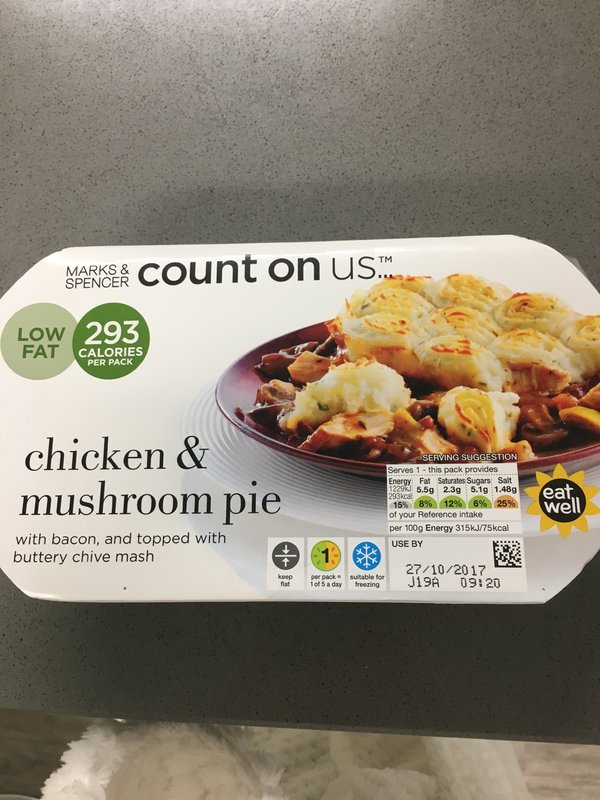 MARKS &
SPENCER
count on us...™
LOW
FAT
293
CALORIES
PER PACK
chicken &
mushroom pie
with bacon, and topped with
buttery chive mash
SERVING SUGGESTION
Serves 1 - this pack provides
Energy Fat Saturates Sugars Salt
1229kJ 5.5g 2.3g 5.1g 1.48g
293kcal
15% 8% 12% 6% 25%
of your Reference intake
per 100g Energy 315kJ/75kcal
eat
well
USE BY
27/10/2017
J19A 09:20
keep
flat
1
per pack =
1 of 5 a day
suitable for
freezing